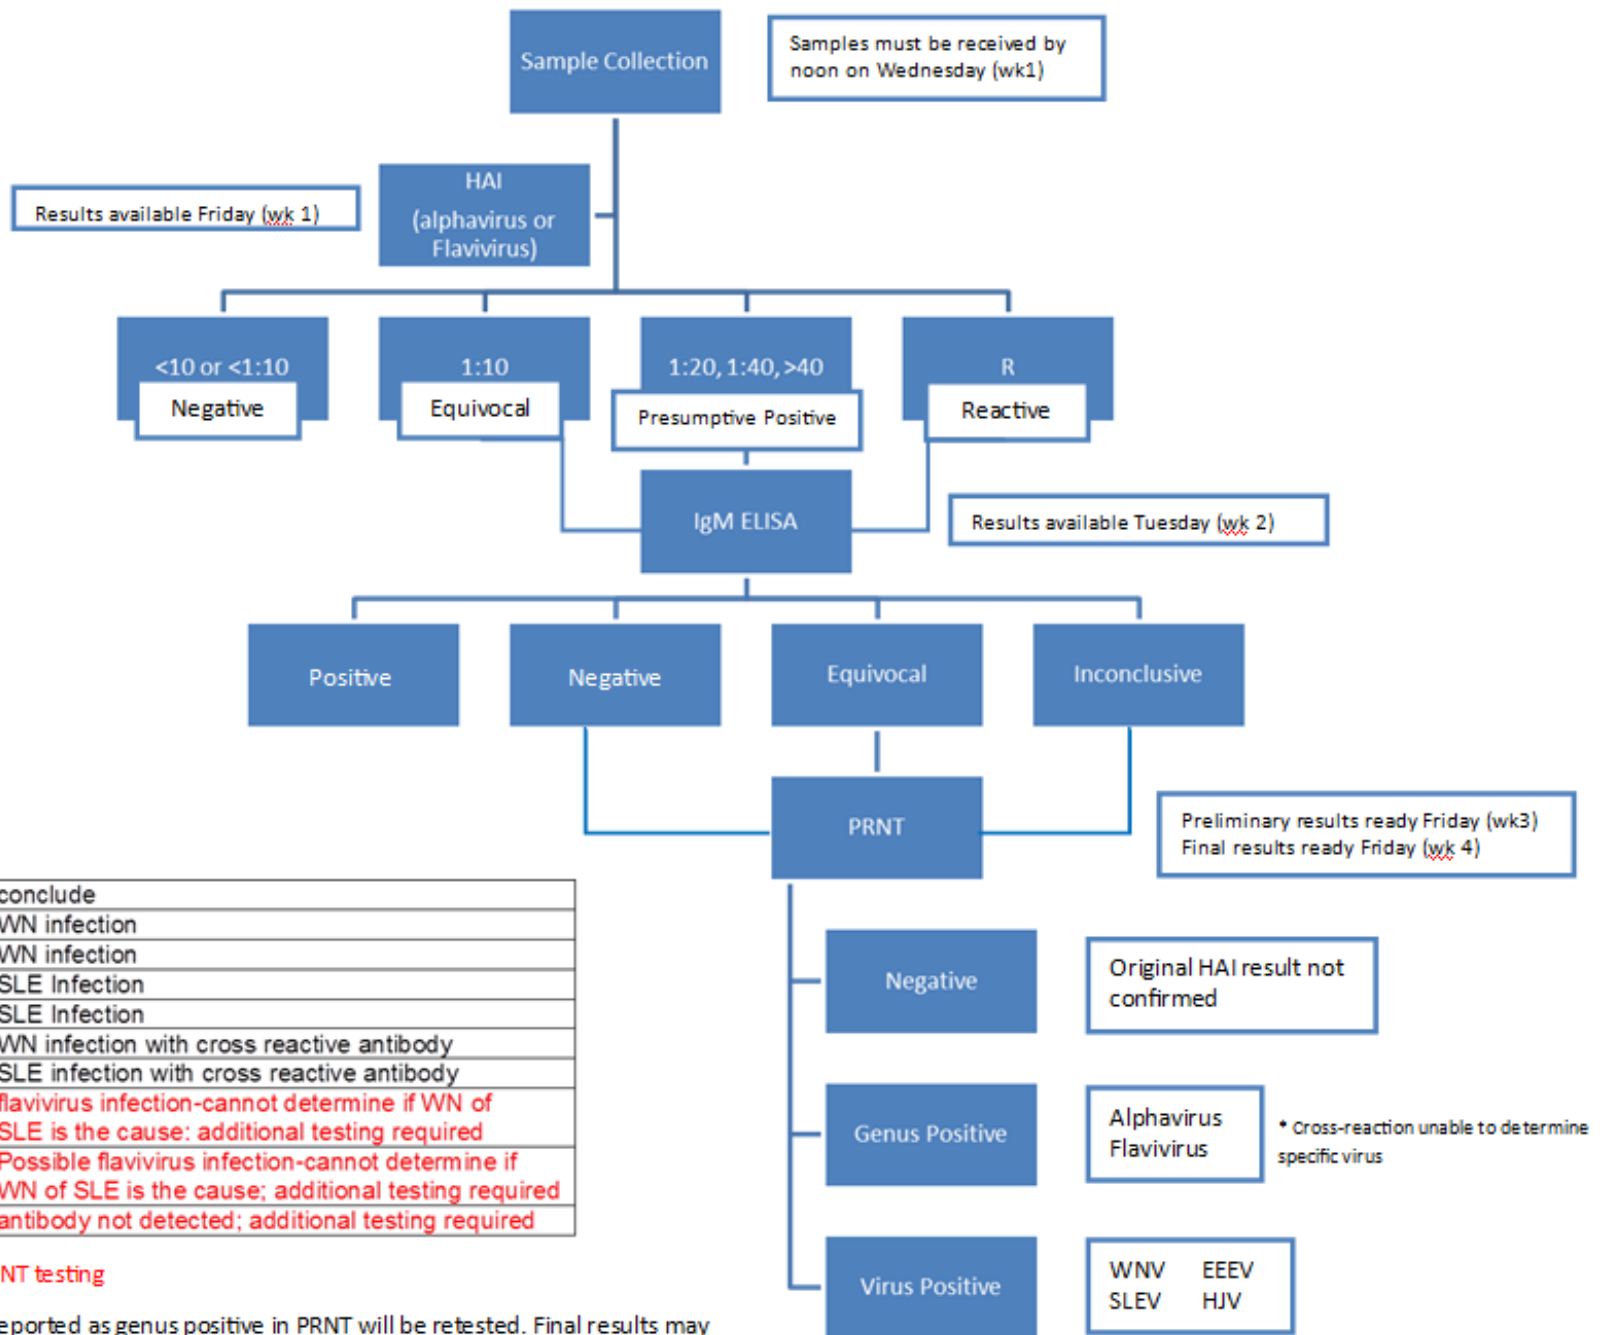 Sample Collection
Samples must be received by
noon on Wednesday (wk1)
HAI
(alphavirus or
Flavivirus)
Results available Friday (wk 1)
<10 or <1:10
Negative
1:10
Equivocal
1:20, 1:40, >40
Presumptive Positive
R
Reactive
IgM ELISA
Results available Tuesday (wk 2)
Positive
Negative
Equivocal
Inconclusive
PRNT
Preliminary results ready Friday (wk3)
Final results ready Friday (wk 4)
Negative
Original HAI result not
confirmed
Genus Positive
Alphavirus
Flavivirus
* Cross-reaction unable to determine
specific virus
Virus Positive
WNV EEEV
SLEV HJV
conclude
WN infection
WN infection
SLE Infection
SLE Infection
WN infection with cross reactive antibody
SLE infection with cross reactive antibody
flavivirus infection-cannot determine if WN of
SLE is the cause: additional testing required
Possible flavivirus infection-cannot determine if
WN of SLE is the cause; additional testing required
antibody not detected; additional testing required
NT testing
eported as genus positive in PRNT will be retested. Final results may